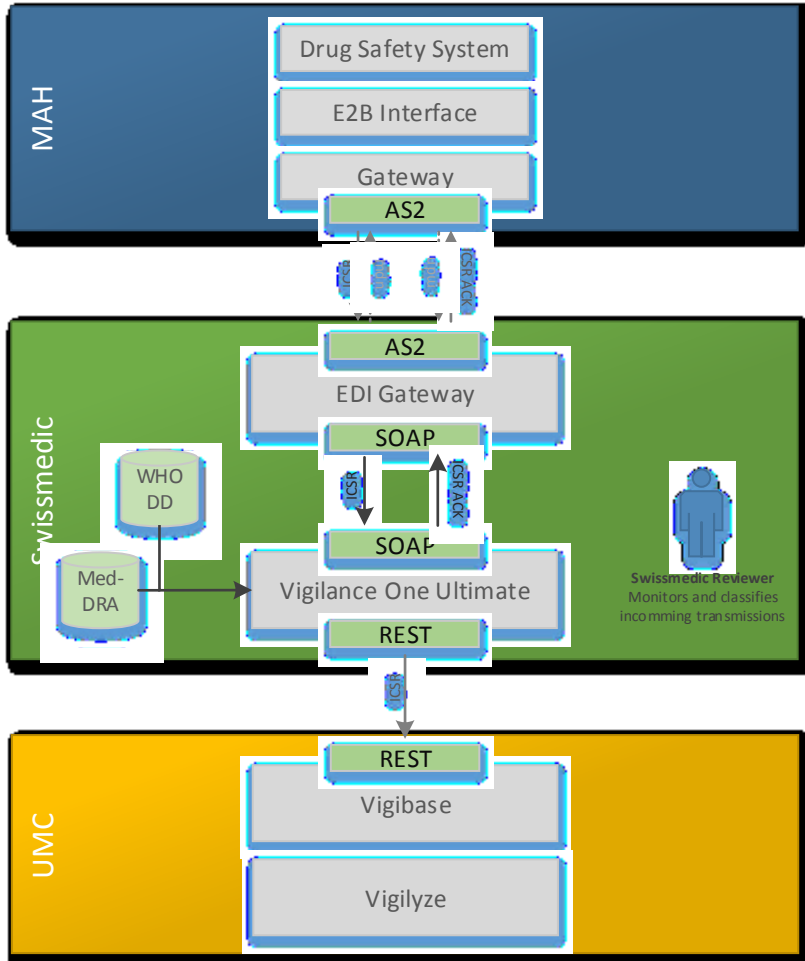 MAH
Drug Safety System
E2B Interface
Gateway
AS2
ICSR
ICSR ACK
Swissmedic
AS2
EDI Gateway
SOAP
ICSR
ICSR ACK
WHO
DD
Med-
DRA
SOAP
Vigilance One Ultimate
REST
Swissmedic Reviewer
Monitors and classifies
incomming transmissions
ICSR
UMC
REST
Vigibase
Vigilyze